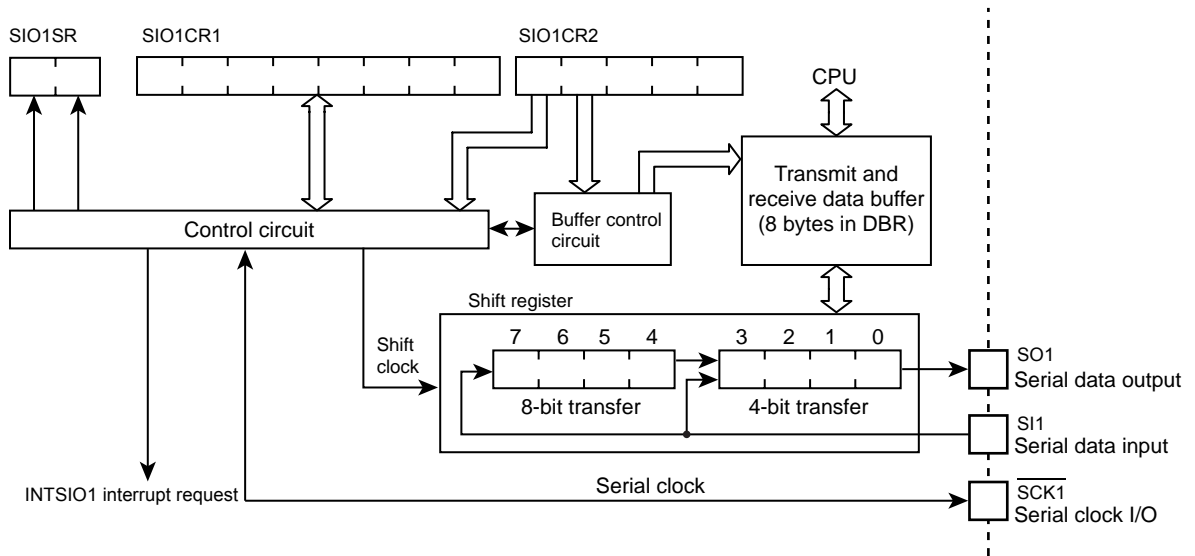 SIO1SR
SIO1CR1
SIO1CR2
CPU
Transmit and
receive data buffer
(8 bytes in DBR)
Control circuit
Buffer control
circuit
Shift register
7 6 5 4 3 2 1 0
Shift
clock
8-bit transfer
4-bit transfer
SO1
Serial data output
SI1
Serial data input
INTSIO1 interrupt request
Serial clock
SCK1
Serial clock I/O